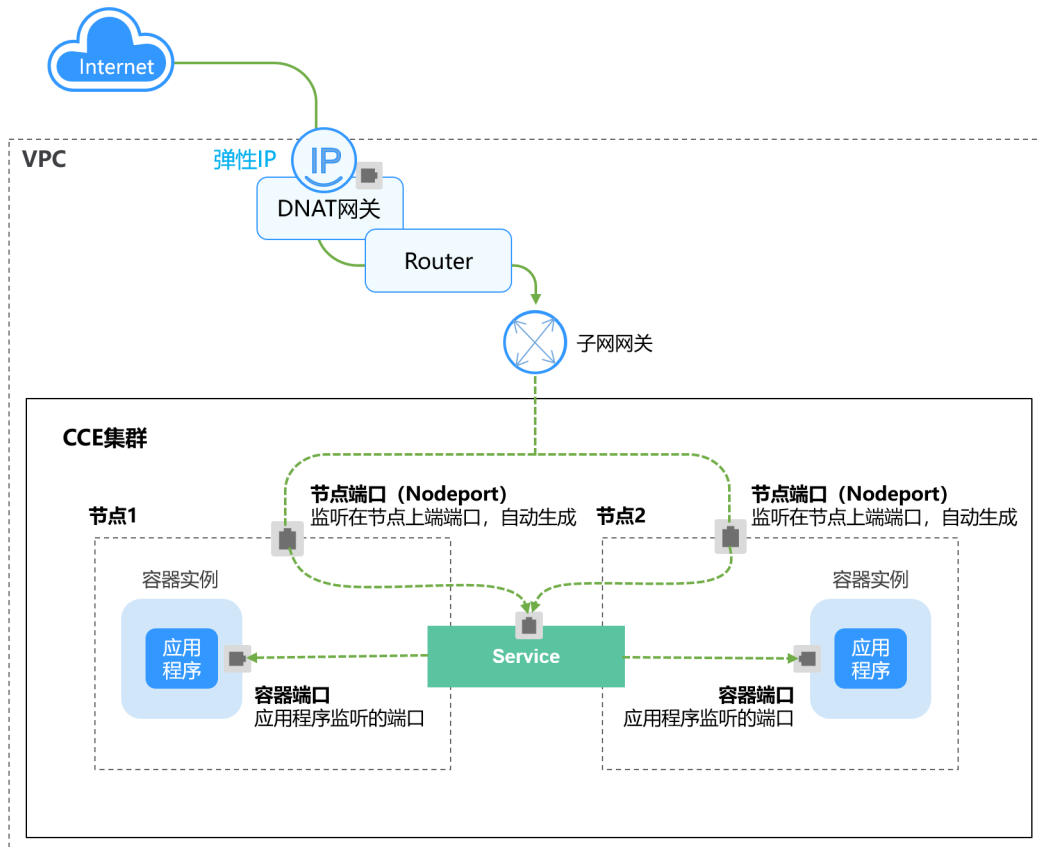 Internet
VPC
弹性IP
IP
DNAT网关
Router
子网网关
CCE集群
节点1
节点端口（Nodeport）
监听在节点上端端口，自动生成
节点2
节点端口（Nodeport）
监听在节点上端端口，自动生成
容器实例
应用
程序
容器端口
应用程序监听的端口
Service
容器实例
应用
程序
容器端口
应用程序监听的端口